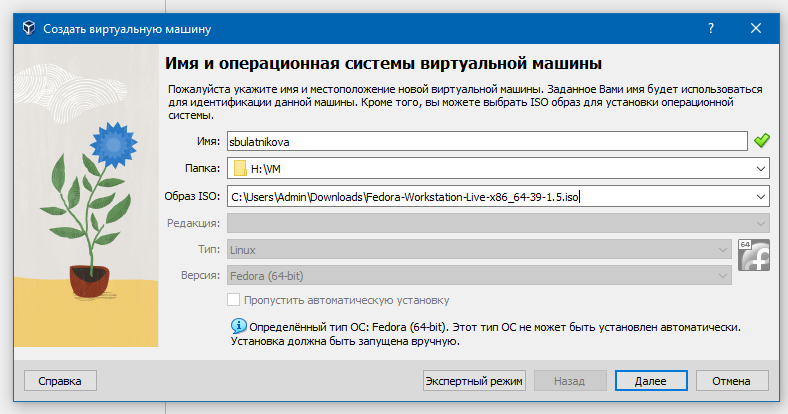 Создать виртуальную машину
?
Имя и операционная системы виртуальной машины
Пожалуйста укажите имя и местоположение новой виртуальной машины. Заданное Вами имя будет использоваться
для идентификации данной машины. Кроме того, вы можете выбрать ISO образ для установки операционной
системы.
Имя: sbulatnikova
Папка: H:\VM
Образ ISO: C:\Users\Admin\Downloads\Fedora-Workstation-Live-x86_64-39-1.5.iso
Редакция:
Тип: Linux
64
Версия: Fedora (64-bit)
Пропустить автоматическую установку
Определённый тип ОС: Fedora (64-bit). Этот тип ОС не может быть установлен автоматически.
Установка должна быть запущена вручную.
Справка Экспертный режим Назад Далее Отмена